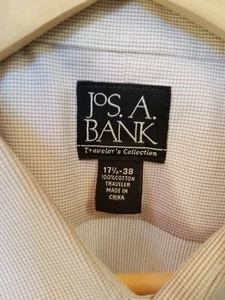 JOS. A.
BANK
Traveler's Collection
17½-38
100%COTTON
TRAVELER
MADE IN
CHINA